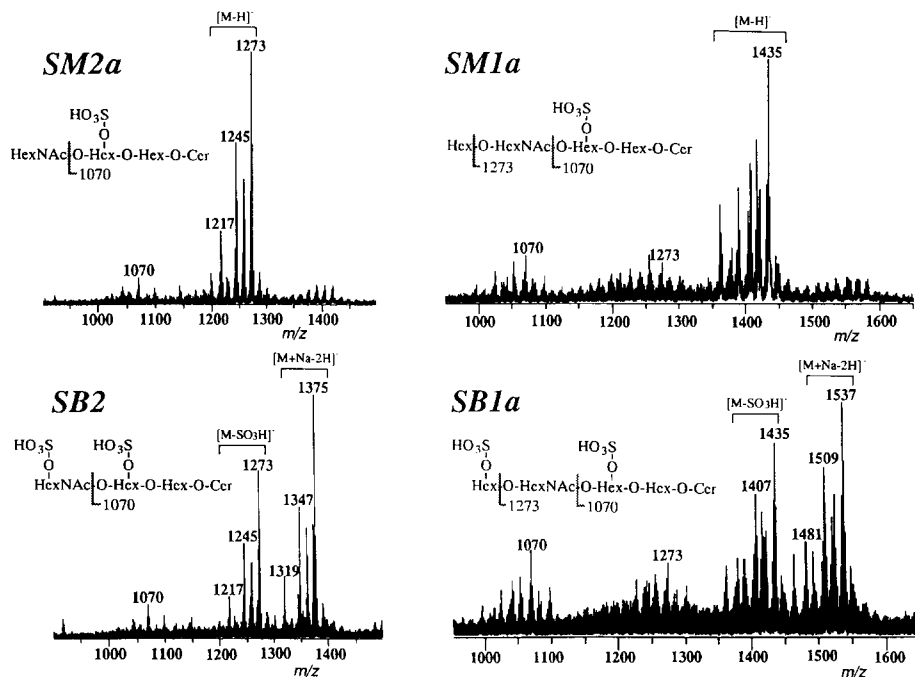 SM2a
[M-H]⁻
1273
1245
1217
1070
HO₃S
O
HexNAc O-Hex-O-Hex-O-Cer
1070
1000 1100 1200 1300 1400
m/z
SM1a
[M-H]⁻
1435
HO₃S
O
Hex O-HexNAc O-Hex-O-Hex-O-Cer
1273 1070
1070
1273
1000 1100 1200 1300 1400 1500 1600
m/z
SB2
[M+Na-2H]⁻
1375
[M-SO₃H]⁻
1273
1347
1245
1319
1217
1070
HO₃S HO₃S
O O
HexNAc O-Hex-O-Hex-O-Cer
1070
1000 1100 1200 1300 1400
m/z
SB1a
[M+Na-2H]⁻
1537
[M-SO₃H]⁻
1435
1509
1407
1481
1070
1273
HO₃S HO₃S
O O
Hex-O-HexNAc O-Hex-O-Hex-O-Cer
1273 1070
1000 1100 1200 1300 1400 1500 1600
m/z